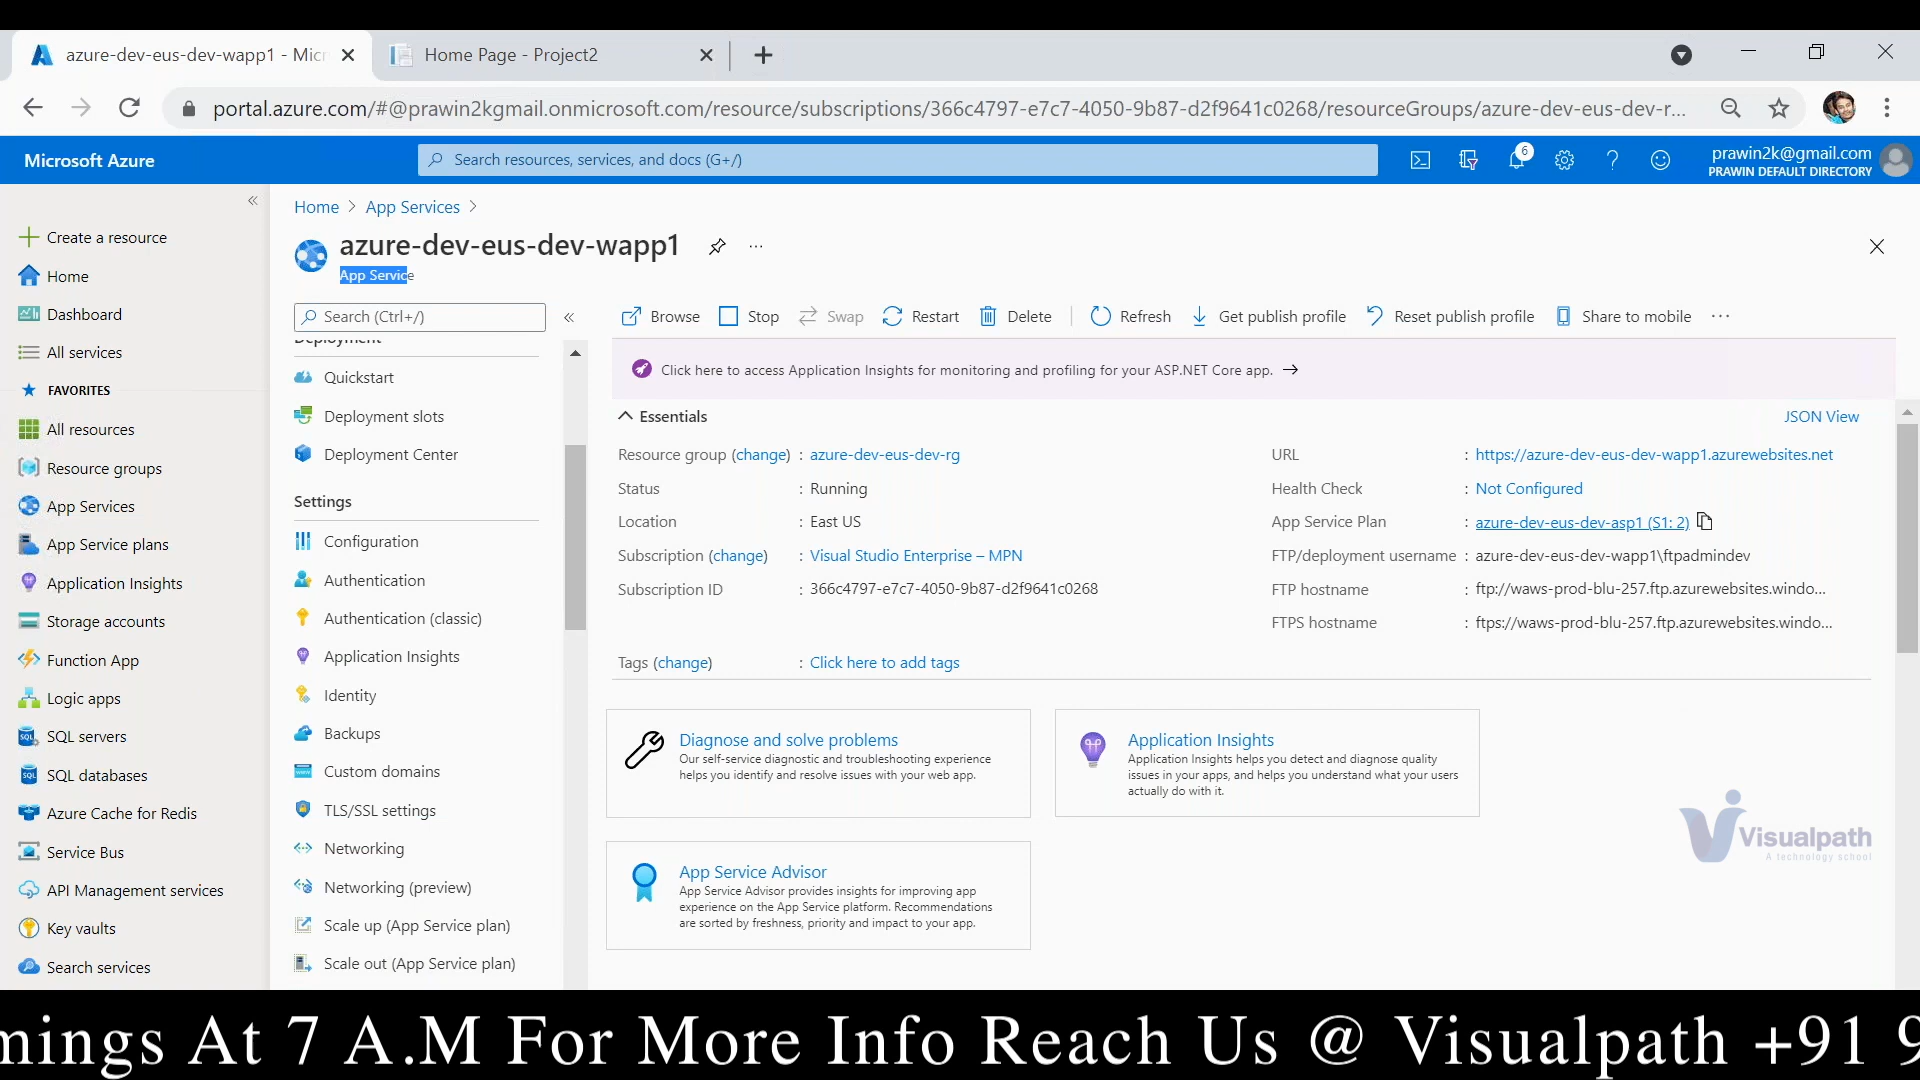 azure-dev-eus-dev-wapp1 - Micr
Home Page - Project2
portal.azure.com/#@prawin2kgmail.onmicrosoft.com/resource/subscriptions/366c4797-e7c7-4050-9b87-d2f9641c0268/resourceGroups/azure-dev-eus-dev-r...
Microsoft Azure
Search resources, services, and docs (G+/)
6
prawin2k@gmail.com
PRAWIN DEFAULT DIRECTORY
Create a resource
Home
Dashboard
All services
FAVORITES
All resources
Resource groups
App Services
App Service plans
Application Insights
Storage accounts
Function App
Logic apps
SQL servers
SQL databases
Azure Cache for Redis
Service Bus
API Management services
Key vaults
Search services
Home > App Services >
azure-dev-eus-dev-wapp1
App Service
Search (Ctrl+/)
Deployment
Quickstart
Deployment slots
Deployment Center
Settings
Configuration
Authentication
Authentication (classic)
Application Insights
Identity
Backups
Custom domains
TLS/SSL settings
Networking
Networking (preview)
Scale up (App Service plan)
Scale out (App Service plan)
Browse Stop Swap Restart Delete Refresh Get publish profile Reset publish profile Share to mobile ...
Click here to access Application Insights for monitoring and profiling for your ASP.NET Core app. →
Essentials
JSON View
Resource group (change) : azure-dev-eus-dev-rg
Status : Running
Location : East US
Subscription (change) : Visual Studio Enterprise – MPN
Subscription ID : 366c4797-e7c7-4050-9b87-d2f9641c0268
URL : https://azure-dev-eus-dev-wapp1.azurewebsites.net
Health Check : Not Configured
App Service Plan : azure-dev-eus-dev-asp1 (S1: 2)
FTP/deployment username : azure-dev-eus-dev-wapp1\ftpadmindev
FTP hostname : ftp://waws-prod-blu-257.ftp.azurewebsites.windo...
FTPS hostname : ftps://waws-prod-blu-257.ftp.azurewebsites.windo...
Tags (change) : Click here to add tags
Diagnose and solve problems
Our self-service diagnostic and troubleshooting experience
helps you identify and resolve issues with your web app.
Application Insights
Application Insights helps you detect and diagnose quality
issues in your apps, and helps you understand what your users
actually do with it.
App Service Advisor
App Service Advisor provides insights for improving app
experience on the App Service platform. Recommendations
are sorted by freshness, priority and impact to your app.
Visualpath
A technology school
mings At 7 A.M For More Info Reach Us @ Visualpath +91 9